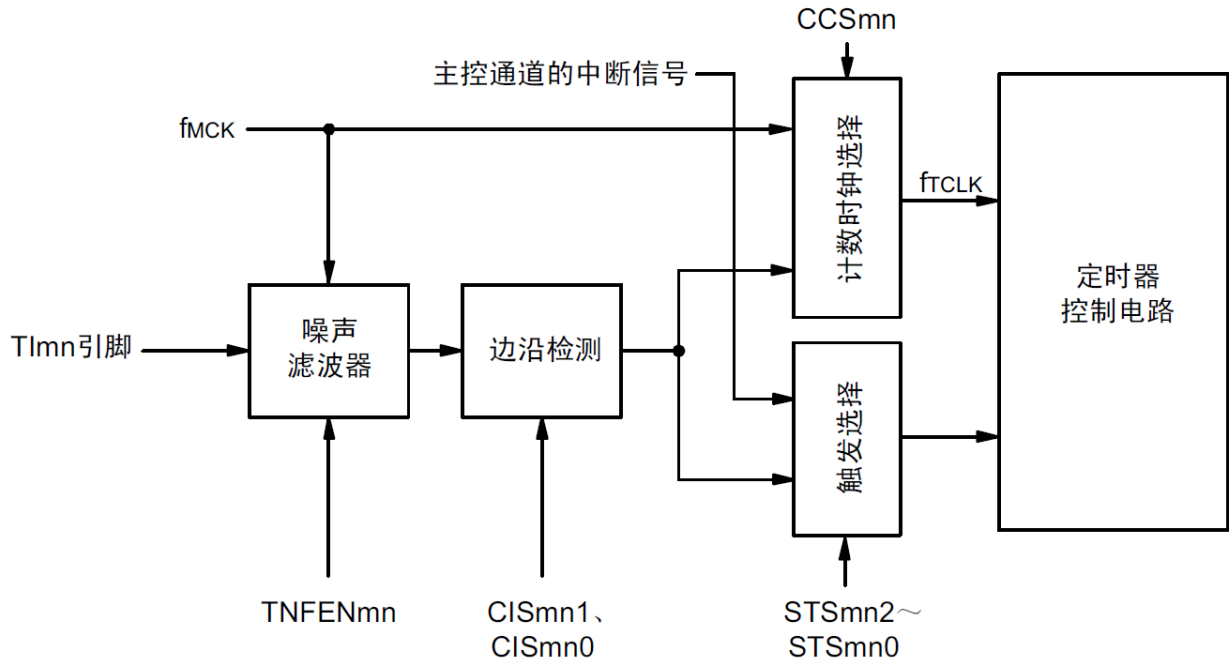 CCSmn
主控通道的中断信号
fMCK
计数时钟选择
fTCLK
定时器
控制电路
TImn引脚
噪声
滤波器
边沿检测
触发选择
TNFENmn
CISmn1、
CISmn0
STSmn2～
STSmn0